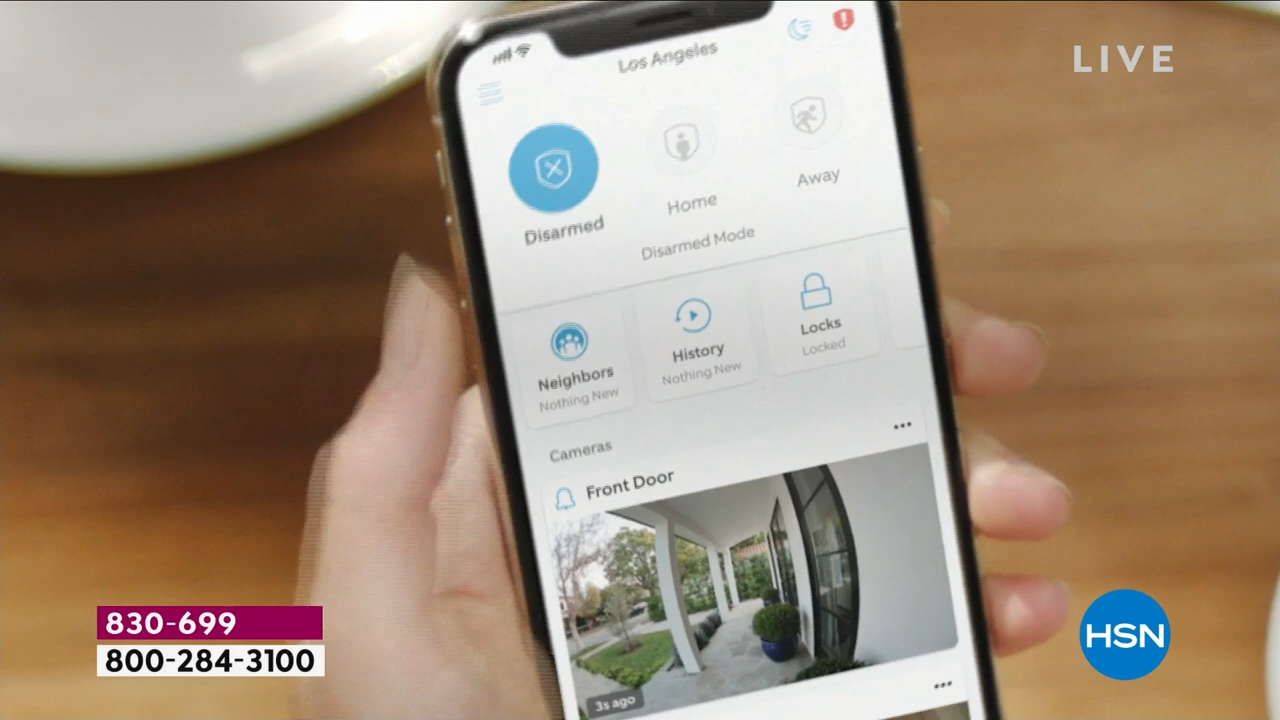 LIVE
Los Angeles
Disarmed
Home
Away
Disarmed Mode
Neighbors
Nothing New
History
Nothing New
Locks
Locked
Cameras
Front Door
3s ago
830-699
800-284-3100
HSN